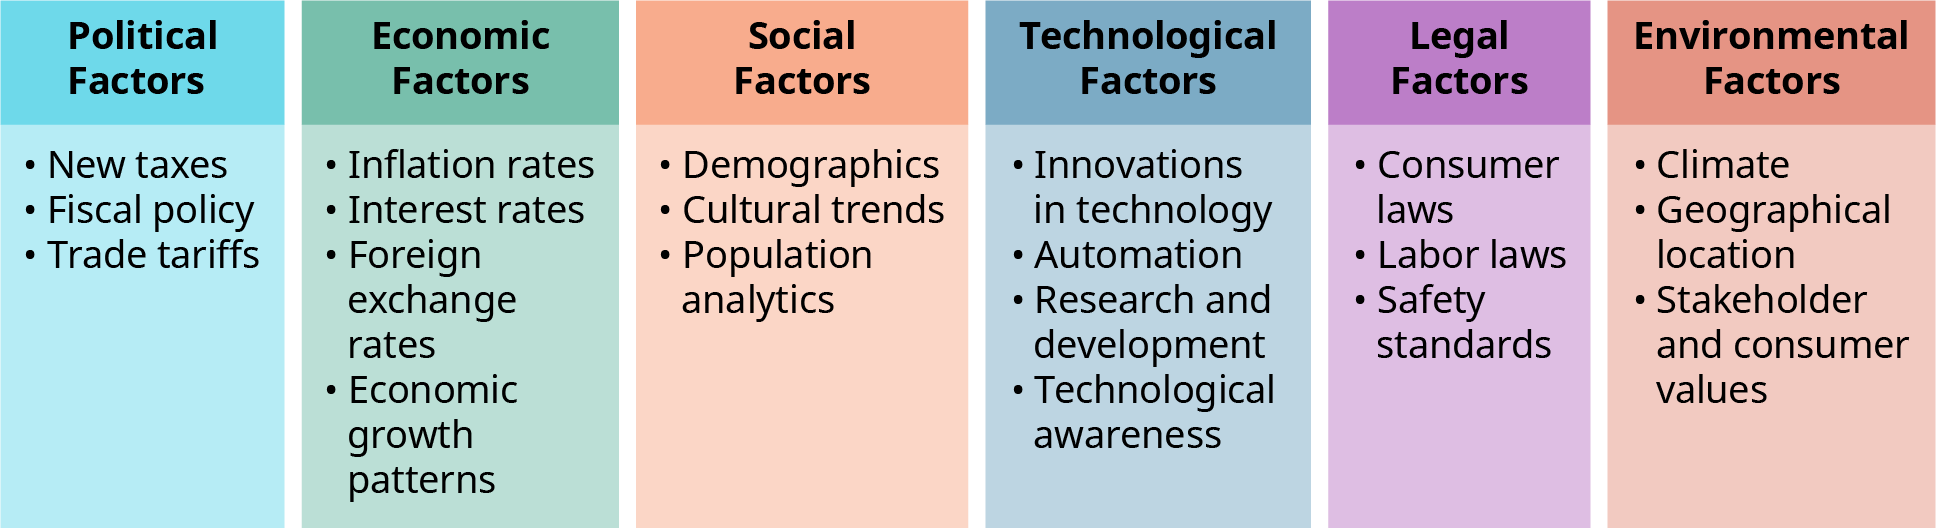 Political
Factors
• New taxes
• Fiscal policy
• Trade tariffs
Economic
Factors
• Inflation rates
• Interest rates
• Foreign
exchange
rates
• Economic
growth
patterns
Social
Factors
• Demographics
• Cultural trends
• Population
analytics
Technological
Factors
• Innovations
in technology
• Automation
• Research and
development
• Technological
awareness
Legal
Factors
• Consumer
laws
• Labor laws
• Safety
standards
Environmental
Factors
• Climate
• Geographical
location
• Stakeholder
and consumer
values